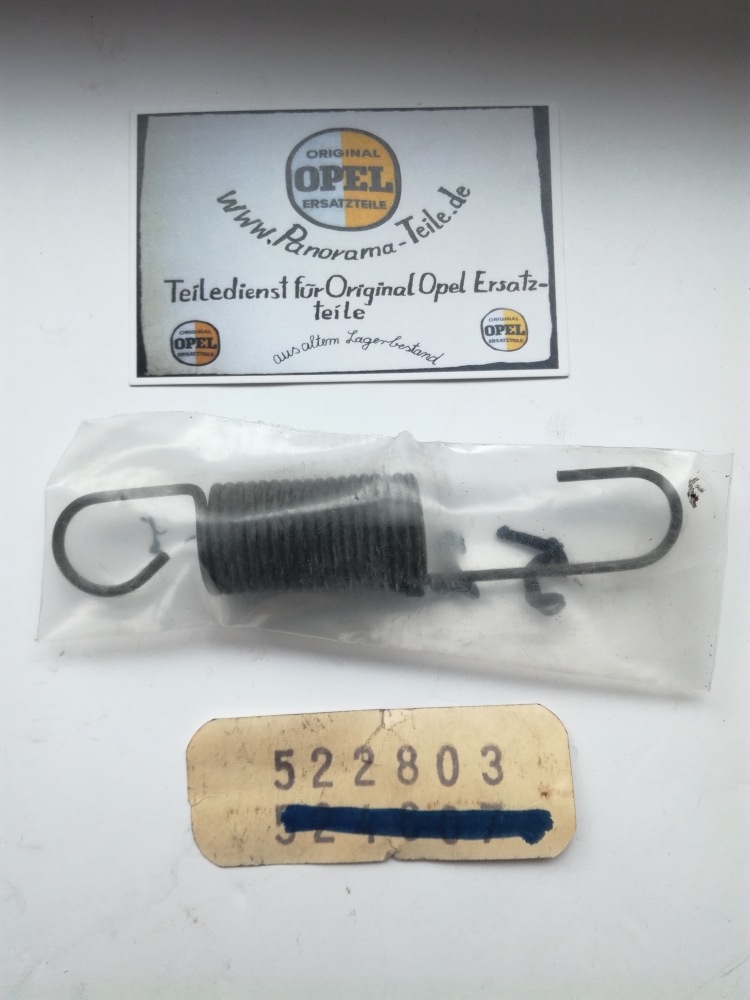 ORIGINAL
OPEL
ERSATZTEILE
www.Panorama-Teile.de
Teiledienst für Original Opel Ersatz-
teile
ORIGINAL
OPEL
ERSATZTEILE
aus altem Lagerbestand
ORIGINAL
OPEL
ERSATZTEILE
522803